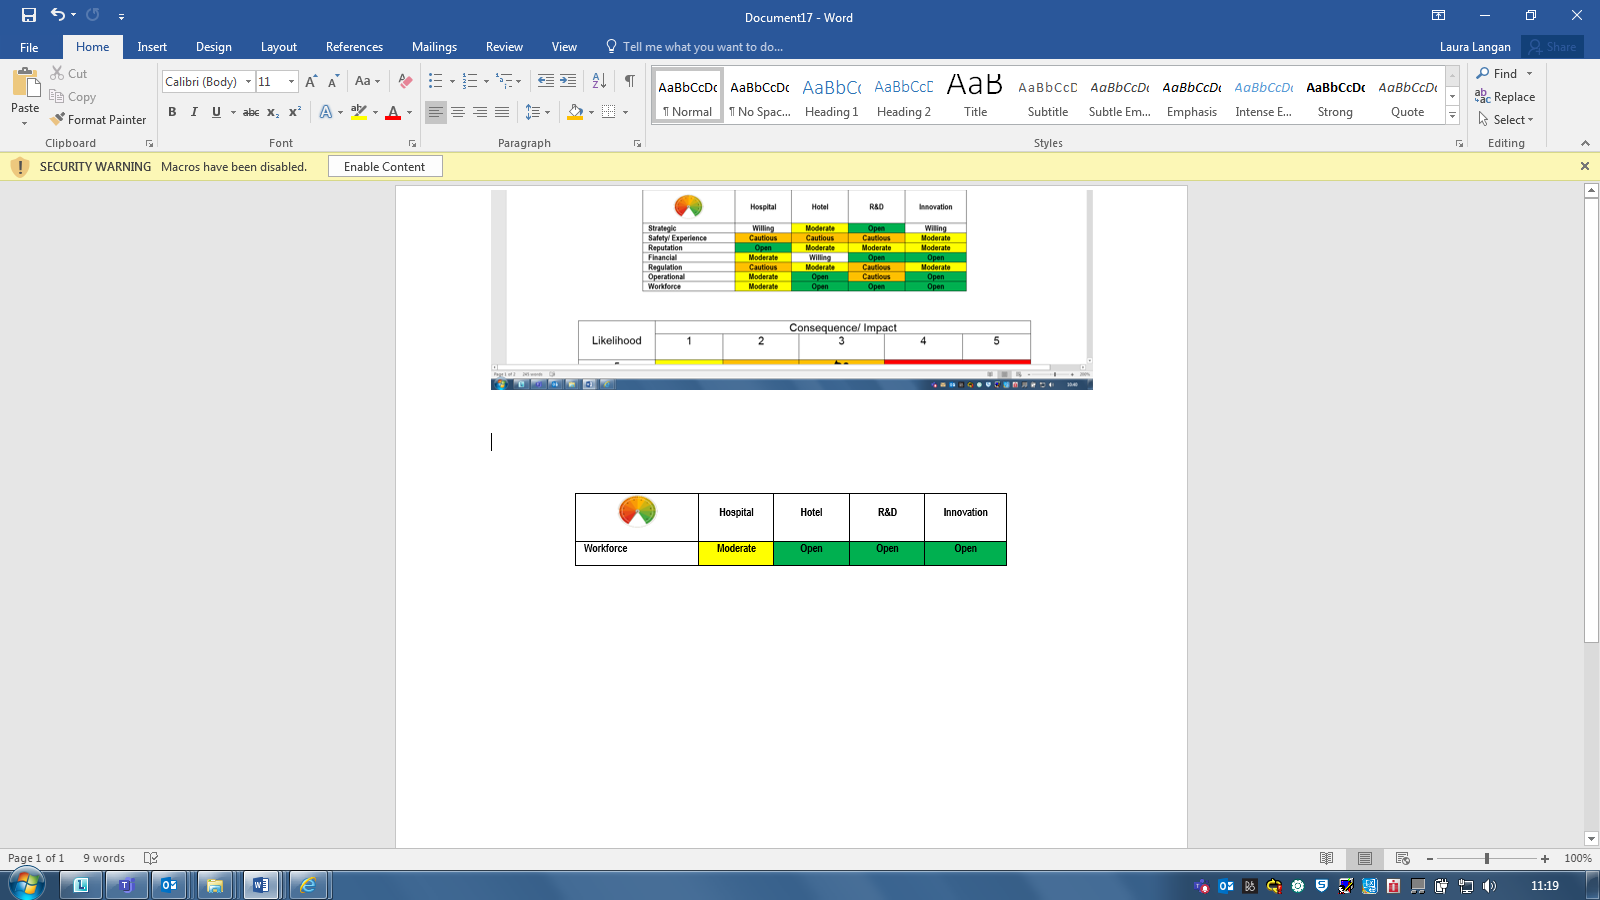 Document17 - Word
File Home Insert Design Layout References Mailings Review View Tell me what you want to do... Laura Langan Share
Cut
Copy
Format Painter
Paste
Clipboard
Calibri (Body) 11
Font
Paragraph
AaBbCcDc AaBbCcDc AaBbCc AaBbCcD AaB AaBbCcD AaBbCcDc AaBbCcDc AaBbCcDc AaBbCcDc AaBbCcDc
¶ Normal ¶ No Spac... Heading 1 Heading 2 Title Subtitle Subtle Em... Emphasis Intense E... Strong Quote
Styles
Find
Replace
Select
Editing
SECURITY WARNING Macros have been disabled. Enable Content
Hospital Hotel R&D Innovation
Strategic Willing Moderate Open Willing
Safety/ Experience Cautious Cautious Cautious Moderate
Reputation Open Moderate Moderate Moderate
Financial Moderate Willing Open Open
Regulation Cautious Moderate Cautious Moderate
Operational Moderate Open Cautious Open
Workforce Moderate Open Open Open
Consequence/ Impact
Likelihood 1 2 3 4 5
Hospital Hotel R&D Innovation
Workforce Moderate Open Open Open
Page 1 of 1 9 words 100%
11:19